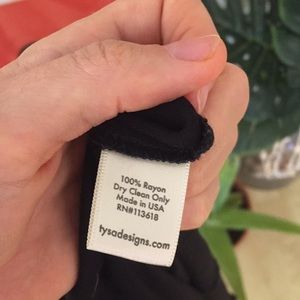 100% Rayon
Dry Clean Only
Made in USA
RN#113618
tysadesigns.com